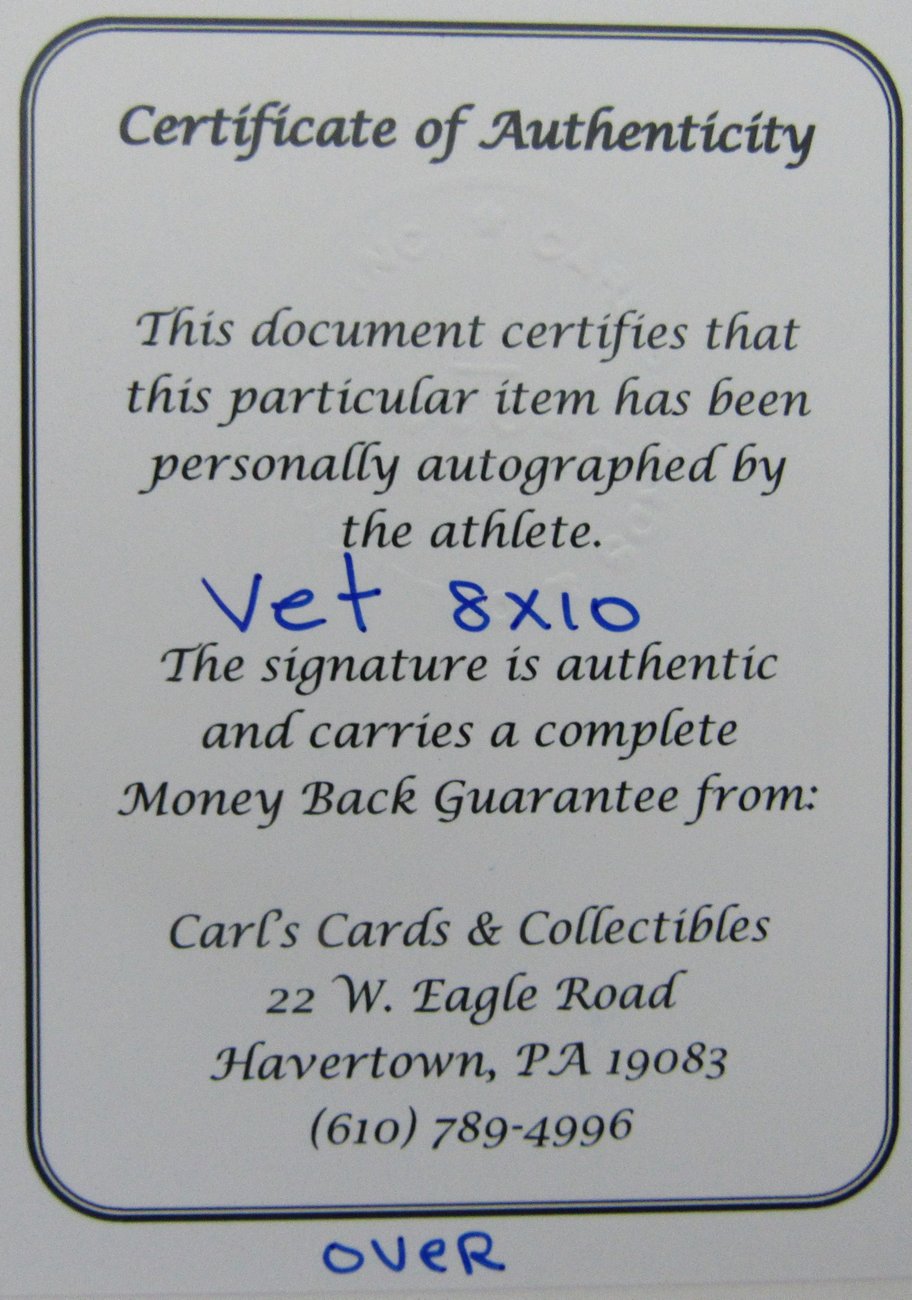 Certificate of Authenticity
This document certifies that
this particular item has been
personally autographed by
the athlete.
Vet 8x10
The signature is authentic
and carries a complete
Money Back Guarantee from:
Carl's Cards & Collectibles
22 W. Eagle Road
Havertown, PA 19083
(610) 789-4996
OVER